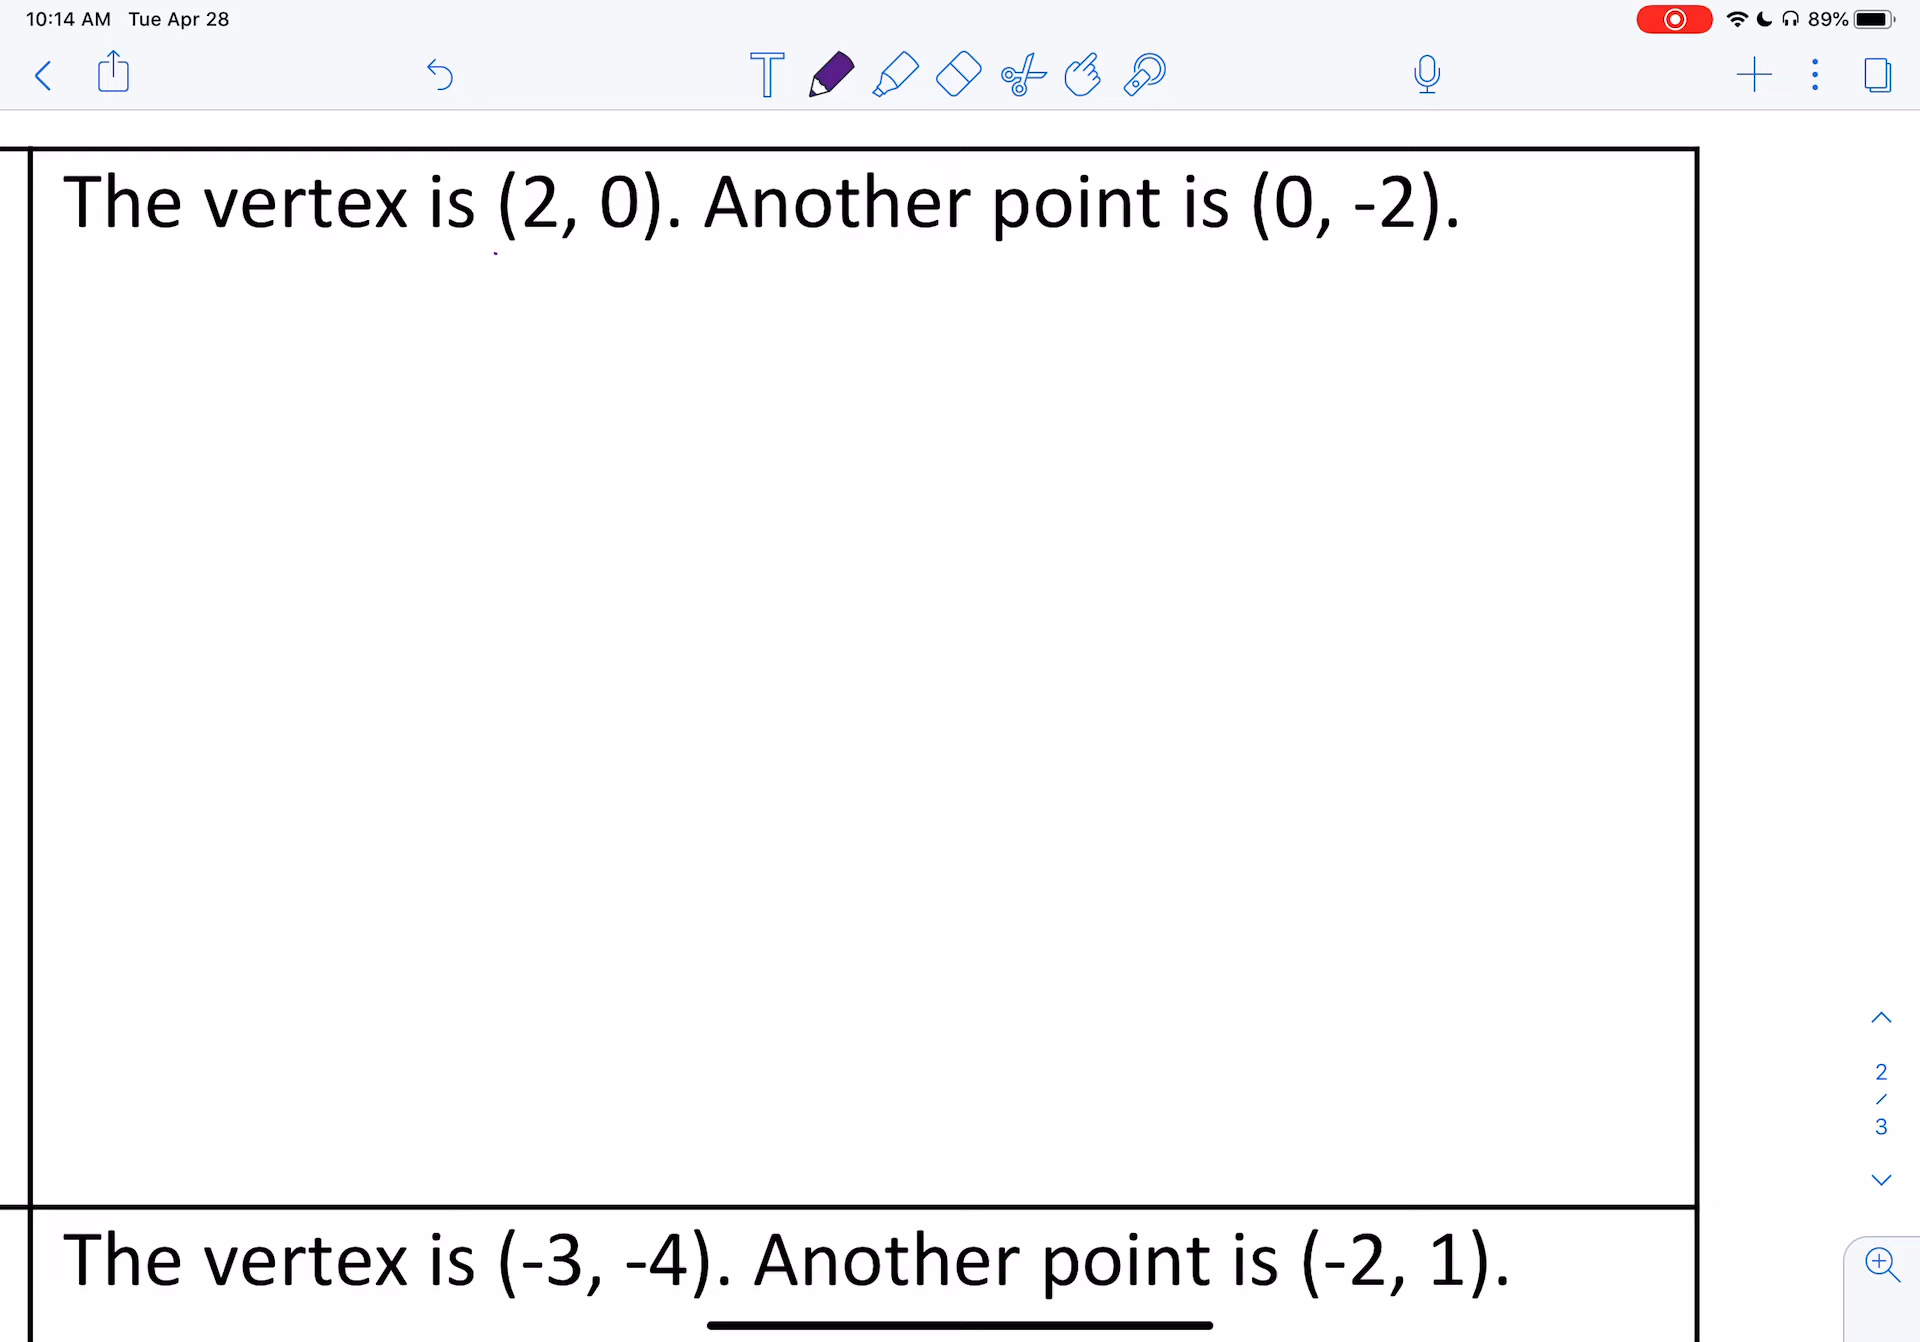 10:14 AM Tue Apr 28
89%
T
The vertex is (2, 0). Another point is (0, -2).
2
/
3
The vertex is (-3, -4). Another point is (-2, 1).